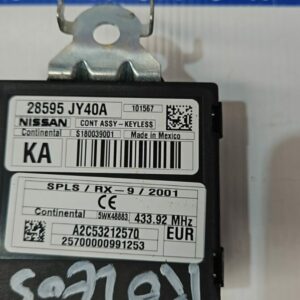 28595 JY40A 101567
NISSAN CONT ASSY-KEYLESS
Continental S180039001 Made in Mexico
KA
SPLS / RX-9 / 2001
CE
Continental 5WK48883 433.92 MHz
A2C53212570 EUR
25700000991253